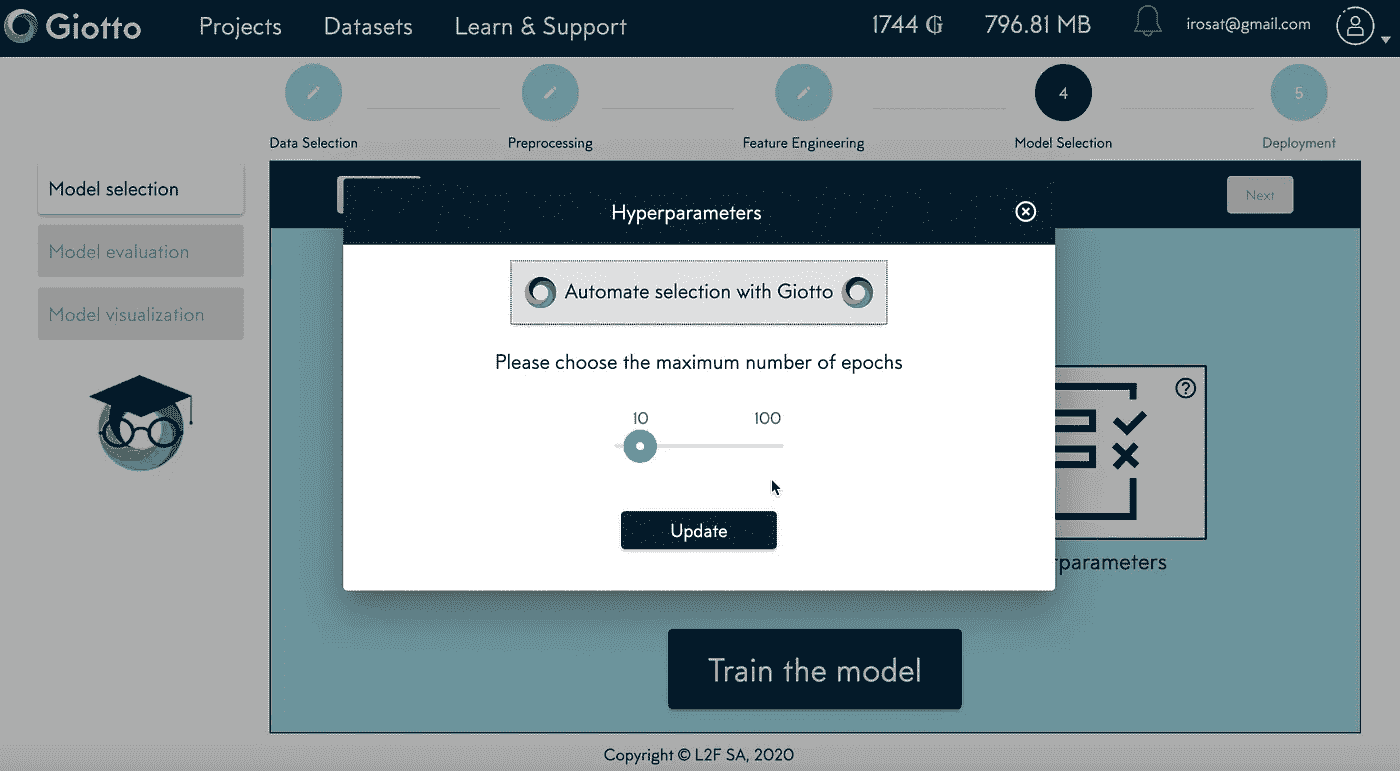 Giotto Projects Datasets Learn & Support 1744 796.81 MB irosat@gmail.com
4 5
Data Selection Preprocessing Feature Engineering Model Selection Deployment
Model selection
Next
Hyperparameters
Model evaluation
Automate selection with Giotto
Model visualization
Please choose the maximum number of epochs
?
10 100
Update
rparameters
Train the model
Copyright © L2F SA, 2020